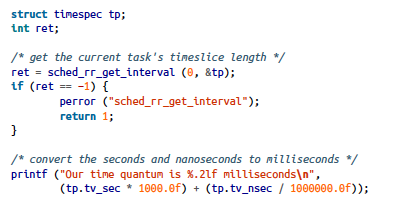 struct timespec tp;
int ret;
/* get the current task's timeslice length */
ret = sched_rr_get_interval (0, &tp);
if (ret == −1) {
perror ("sched_rr_get_interval");
return 1;
}
/* convert the seconds and nanoseconds to milliseconds */
printf ("Our time quantum is %.2lf milliseconds\n",
(tp.tv_sec * 1000.0f) + (tp.tv_nsec / 1000000.0f));